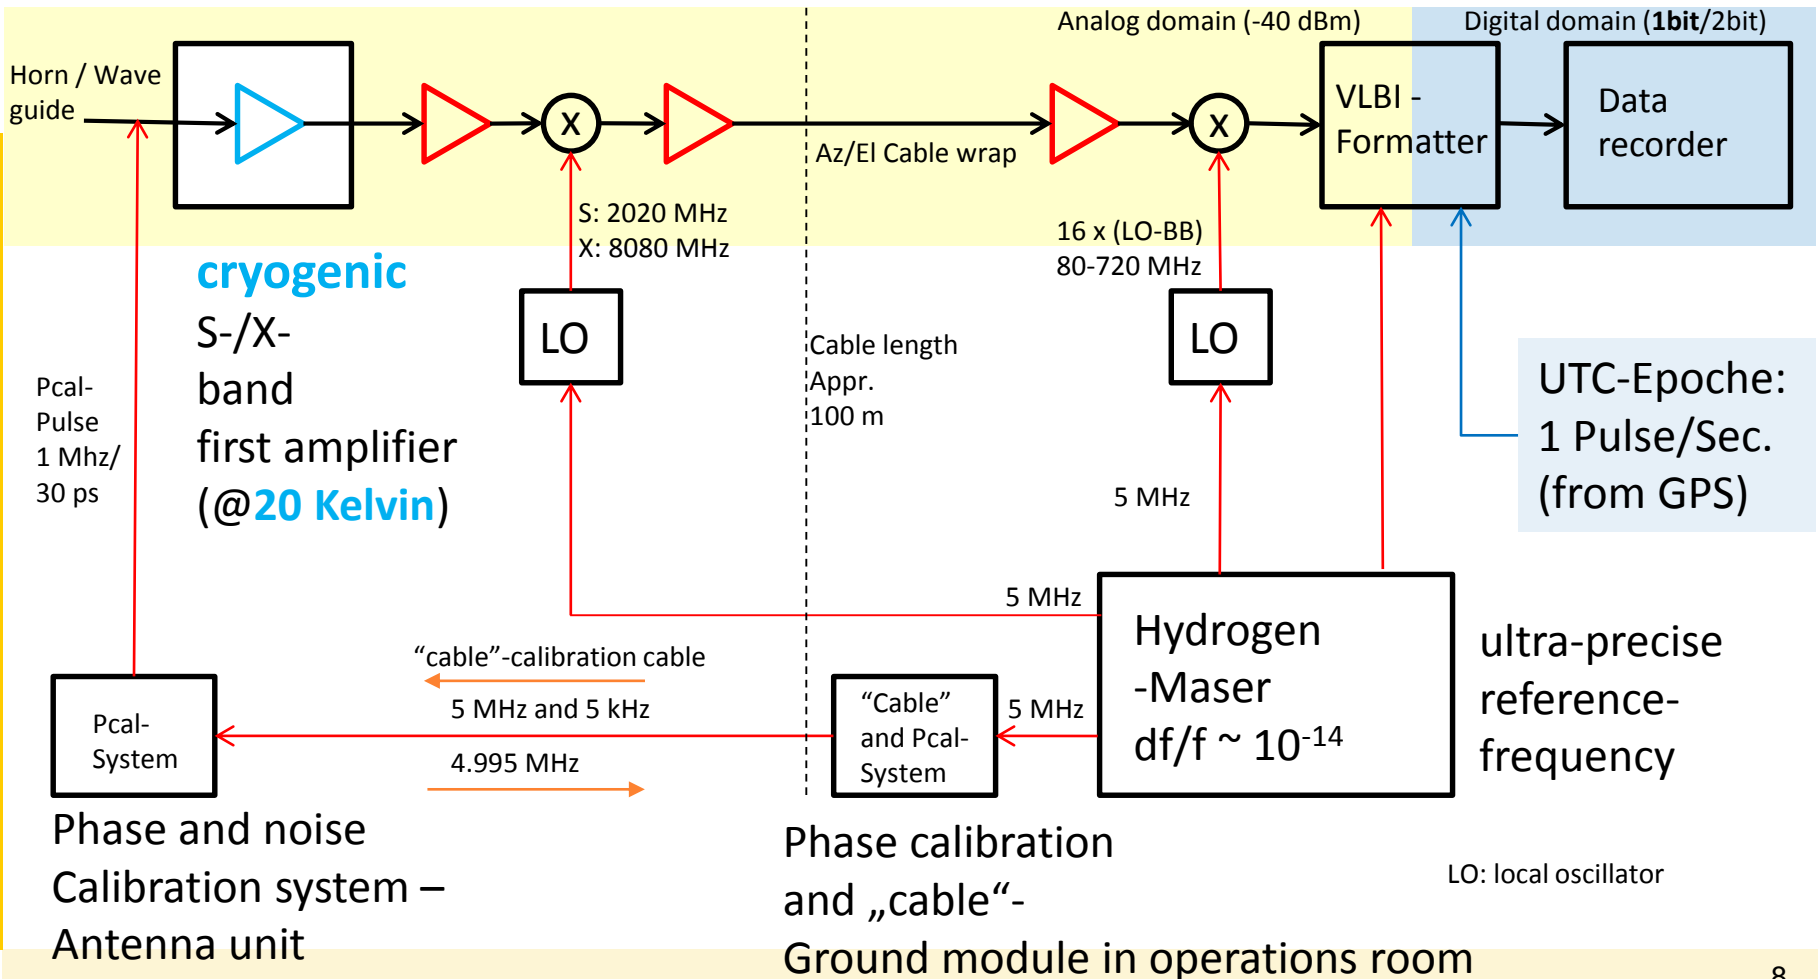 Analog domain (-40 dBm)
Digital domain (1bit/2bit)
Horn / Wave
guide
X
X
VLBI -
Formatter
Data
recorder
Az/El Cable wrap
S: 2020 MHz
X: 8080 MHz
16 x (LO-BB)
80-720 MHz
cryogenic
S-/X-
band
first amplifier
(@20 Kelvin)
LO
LO
Cable length
Appr.
100 m
Pcal-
Pulse
1 Mhz/
30 ps
UTC-Epoche:
1 Pulse/Sec.
(from GPS)
5 MHz
5 MHz
Hydrogen
-Maser
df/f ~ 10-14
ultra-precise
reference-
frequency
"cable"-calibration cable
5 MHz and 5 kHz
4.995 MHz
"Cable"
and Pcal-
System
5 MHz
Pcal-
System
Phase and noise
Calibration system –
Antenna unit
Phase calibration
and „cable“-
Ground module in operations room
LO: local oscillator
8